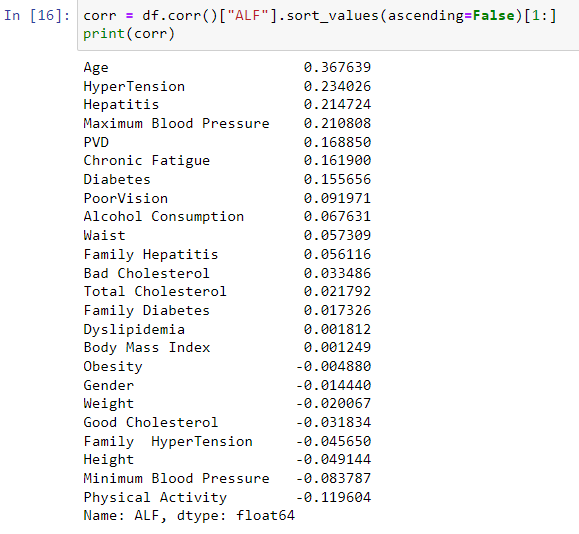 In [16]: corr = df.corr()["ALF"].sort_values(ascending=False)[1:]
print(corr)
Age 0.367639
HyperTension 0.234026
Hepatitis 0.214724
Maximum Blood Pressure 0.210808
PVD 0.168850
Chronic Fatigue 0.161900
Diabetes 0.155656
PoorVision 0.091971
Alcohol Consumption 0.067631
Waist 0.057309
Family Hepatitis 0.056116
Bad Cholesterol 0.033486
Total Cholesterol 0.021792
Family Diabetes 0.017326
Dyslipidemia 0.001812
Body Mass Index 0.001249
Obesity -0.004880
Gender -0.014440
Weight -0.020067
Good Cholesterol -0.031834
Family  HyperTension -0.045650
Height -0.049144
Minimum Blood Pressure -0.083787
Physical Activity -0.119604
Name: ALF, dtype: float64